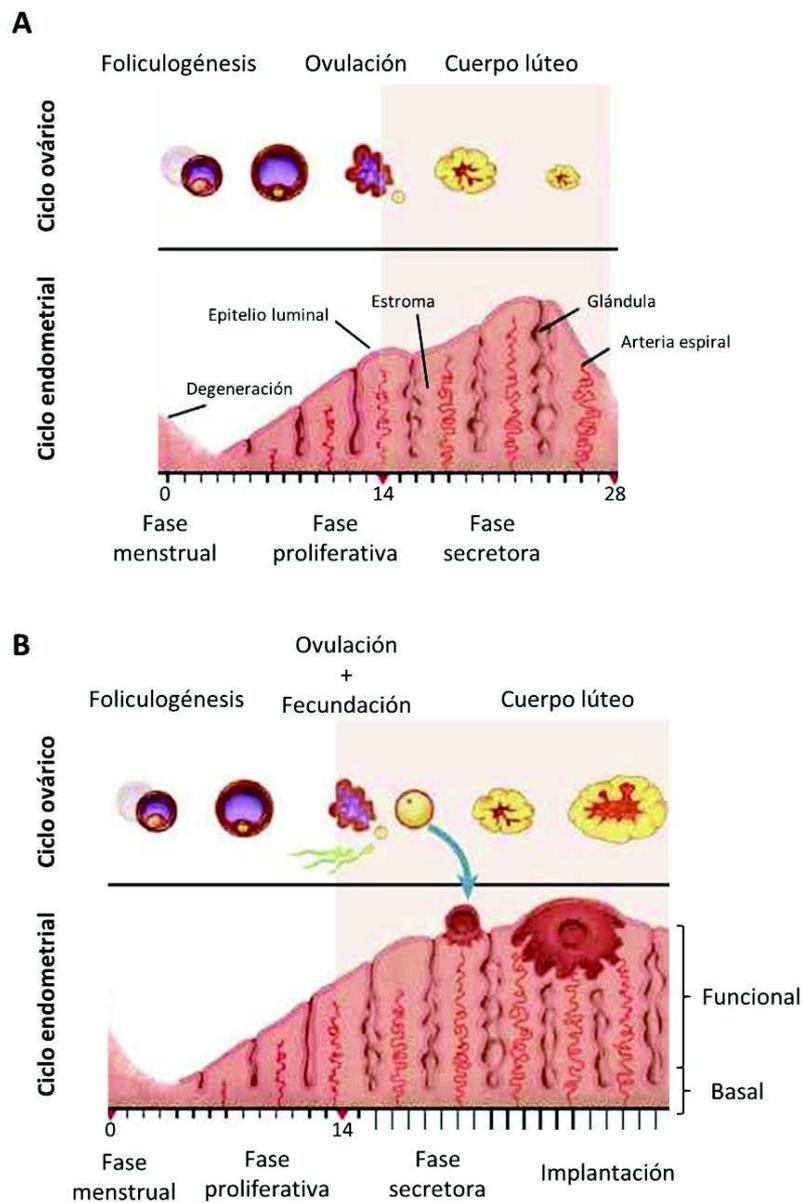 A
Foliculogénesis
Ovulación
Cuerpo lúteo
Ciclo ovárico
Ciclo endometrial
Epitelio luminal
Estroma
Glándula
Arteria espiral
Degeneración
0
14
28
Fase
menstrual
Fase
proliferativa
Fase
secretora
B
Foliculogénesis
Ovulación
+
Fecundación
Cuerpo lúteo
Ciclo ovárico
Ciclo endometrial
Funcional
Basal
0
14
Fase
menstrual
Fase
proliferativa
Fase
secretora
Implantación